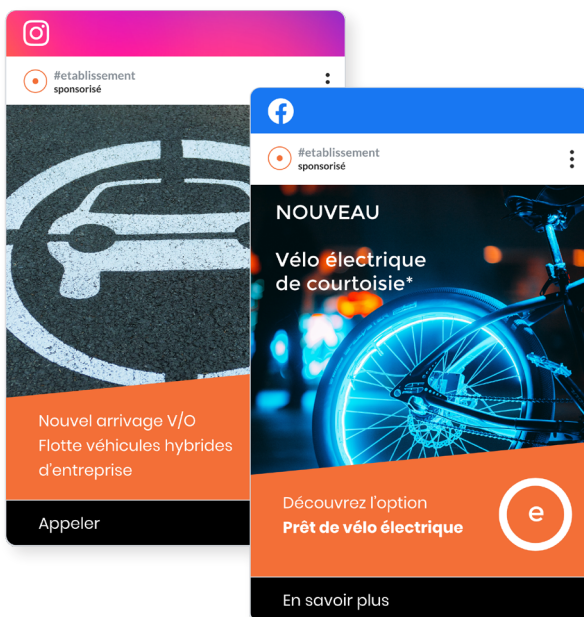 #etablissement
sponsorisé
Nouvel arrivage V/O
Flotte véhicules hybrides
d'entreprise
Appeler
#etablissement
sponsorisé
NOUVEAU
Vélo électrique
de courtoisie*
Découvrez l'option
Prêt de vélo électrique
e
En savoir plus